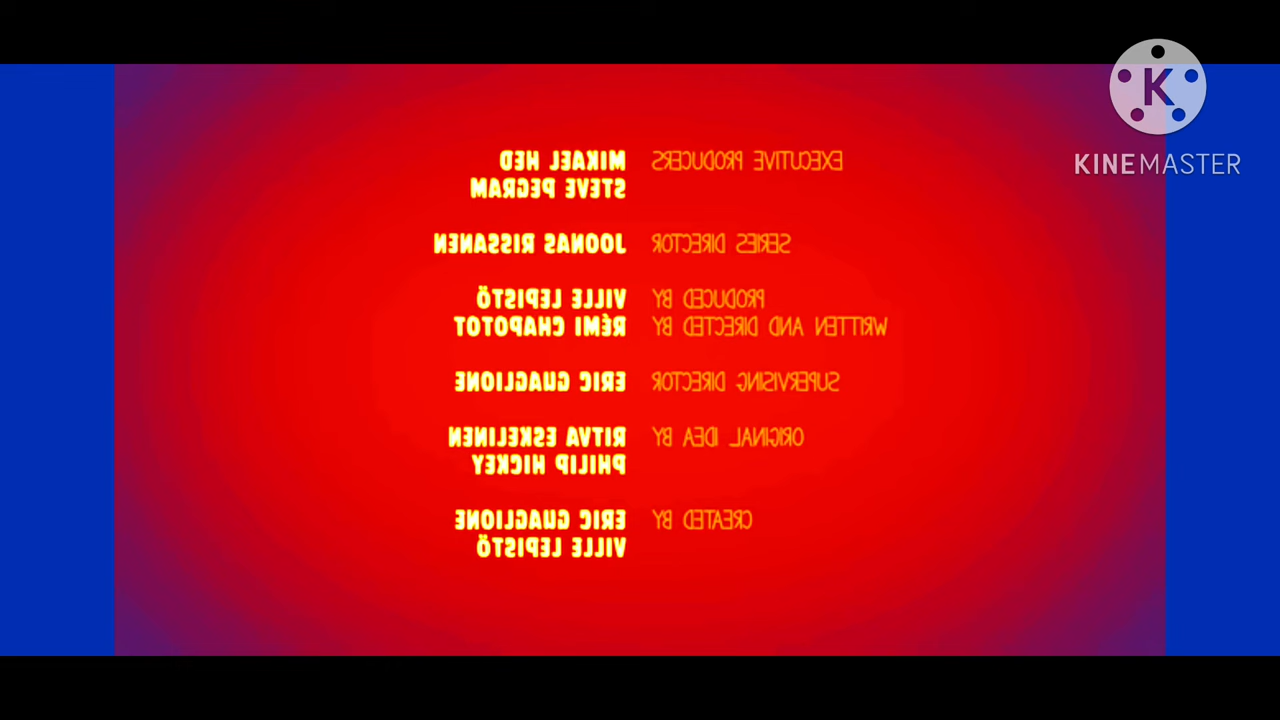 K
KINEMASTER
EXECUTIVE PRODUCERS MIKAEL HED
STEVE PEGRAM
SERIES DIRECTOR JOONAS RISSANEN
PRODUCED BY VILLE LEPISTÖ
WRITTEN AND DIRECTED BY RÉMI CHAPOTOT
SUPERVISING DIRECTOR ERIC GUAGLIONE
ORIGINAL IDEA BY RITVA ESKELINEN
PHILIP HICKEY
CREATED BY ERIC GUAGLIONE
VILLE LEPISTÖ